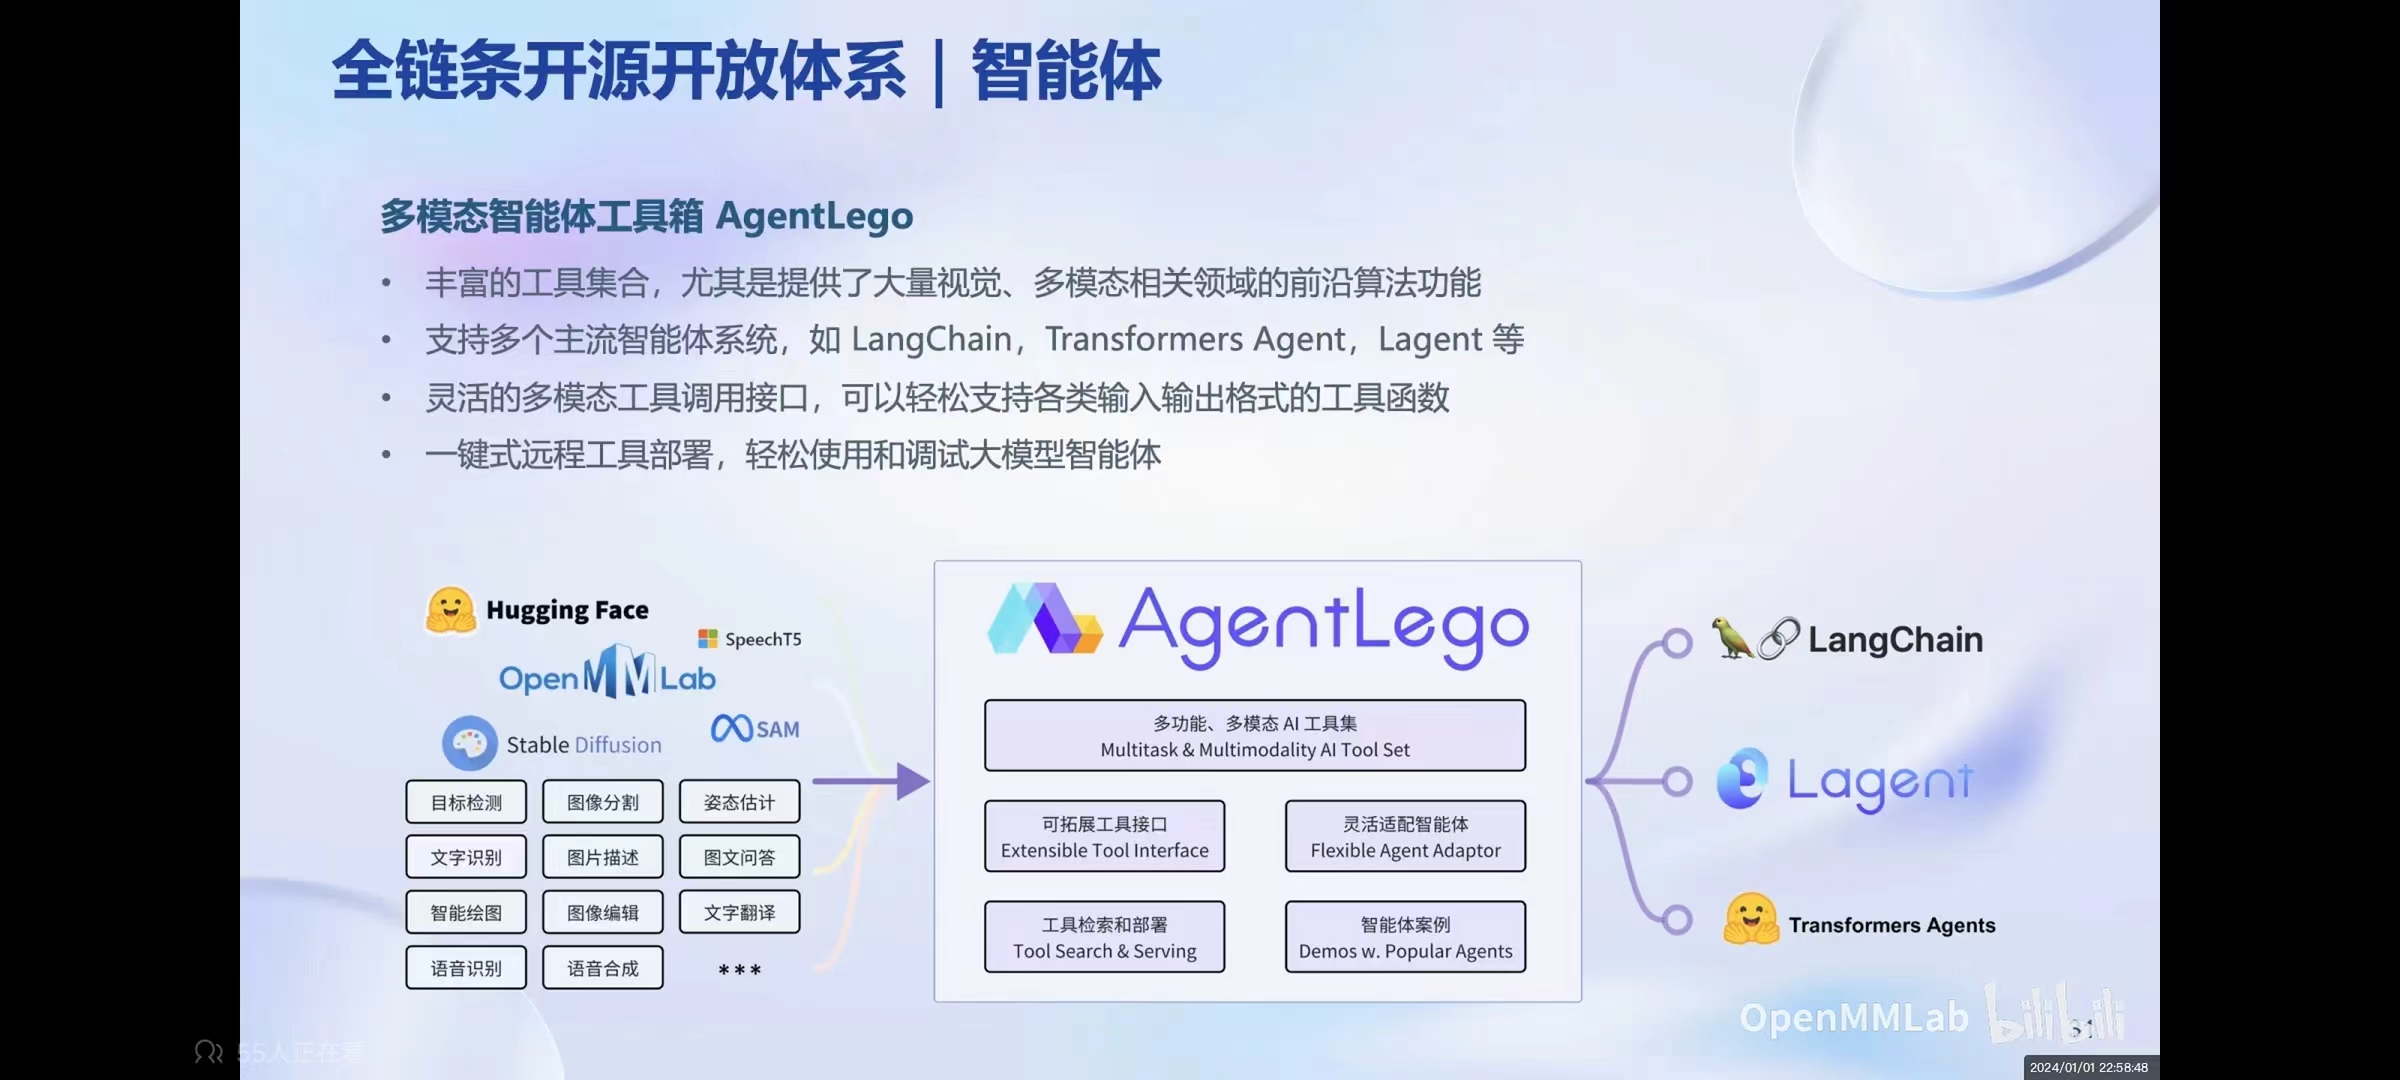 全链条开源开放体系 | 智能体
多模态智能体工具箱 AgentLego
• 丰富的工具集合，尤其是提供了大量视觉、多模态相关领域的前沿算法功能
• 支持多个主流智能体系统，如 LangChain，Transformers Agent，Lagent 等
• 灵活的多模态工具调用接口，可以轻松支持各类输入输出格式的工具函数
• 一键式远程工具部署，轻松使用和调试大模型智能体
Hugging Face
SpeechT5
OpenMMLab
Stable Diffusion
SAM
目标检测 图像分割 姿态估计
文字识别 图片描述 图文问答
智能绘图 图像编辑 文字翻译
语音识别 语音合成 ***
AgentLego
多功能、多模态 AI 工具集
Multitask & Multimodality AI Tool Set
可拓展工具接口
Extensible Tool Interface
灵活适配智能体
Flexible Agent Adaptor
工具检索和部署
Tool Search & Serving
智能体案例
Demos w. Popular Agents
LangChain
Lagent
Transformers Agents
OpenMMLab bilibili
55人正在看
2024/01/01 22:58:48